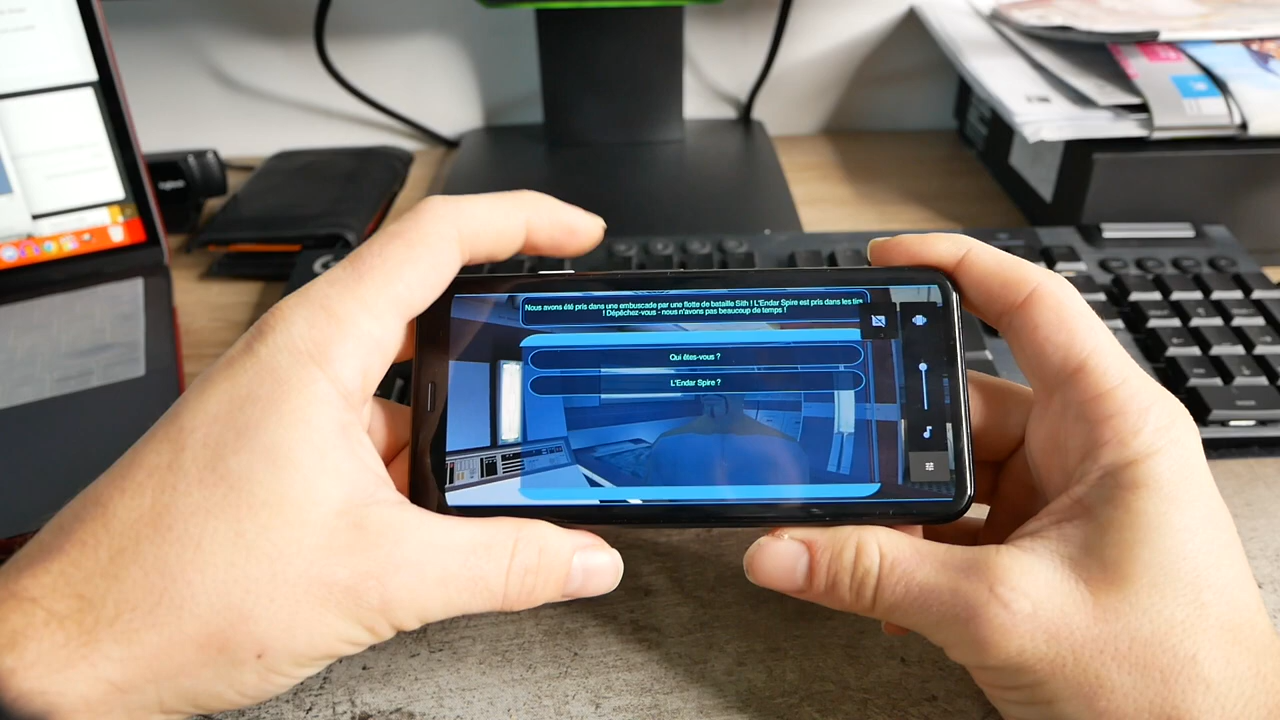 Nous avons été pris dans une embuscade par une flotte de bataille Sith ! L'Endar Spire est pris dans les tirs
! Dépêchez-vous - nous n'avons pas beaucoup de temps !
Qui êtes-vous ?
L'Endar Spire ?